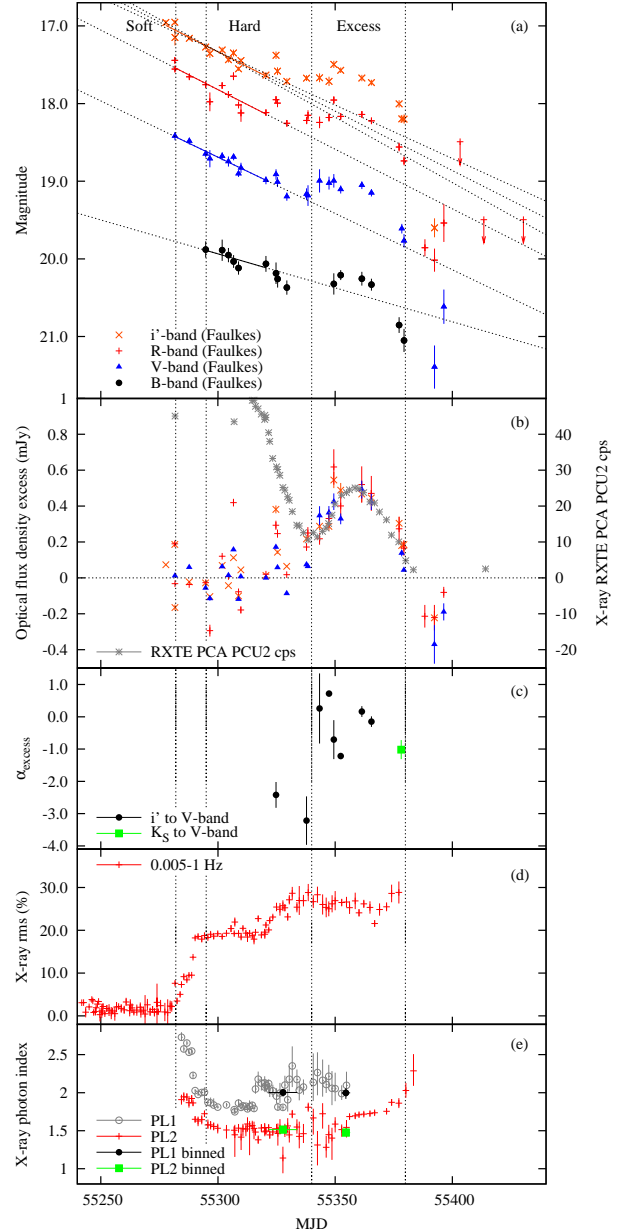 17.0
18.0
19.0
20.0
21.0
Magnitude
Soft
Hard
Excess
(a)
i'-band (Faulkes)
R-band (Faulkes)
V-band (Faulkes)
B-band (Faulkes)
1
0.8
0.6
0.4
0.2
0
-0.2
-0.4
Optical flux density excess (mJy)
(b)
40
30
20
10
0
-10
-20
X-ray RXTE PCA PCU2 cps
RXTE PCA PCU2 cps
1.0
0.0
-1.0
-2.0
-3.0
-4.0
αexcess
(c)
i' to V-band
KS to V-band
0.005-1 Hz
30.0
20.0
10.0
0.0
X-ray rms (%)
(d)
2.5
2
1.5
1
X-ray photon index
(e)
PL1
PL2
PL1 binned
PL2 binned
55250
55300
55350
55400
MJD